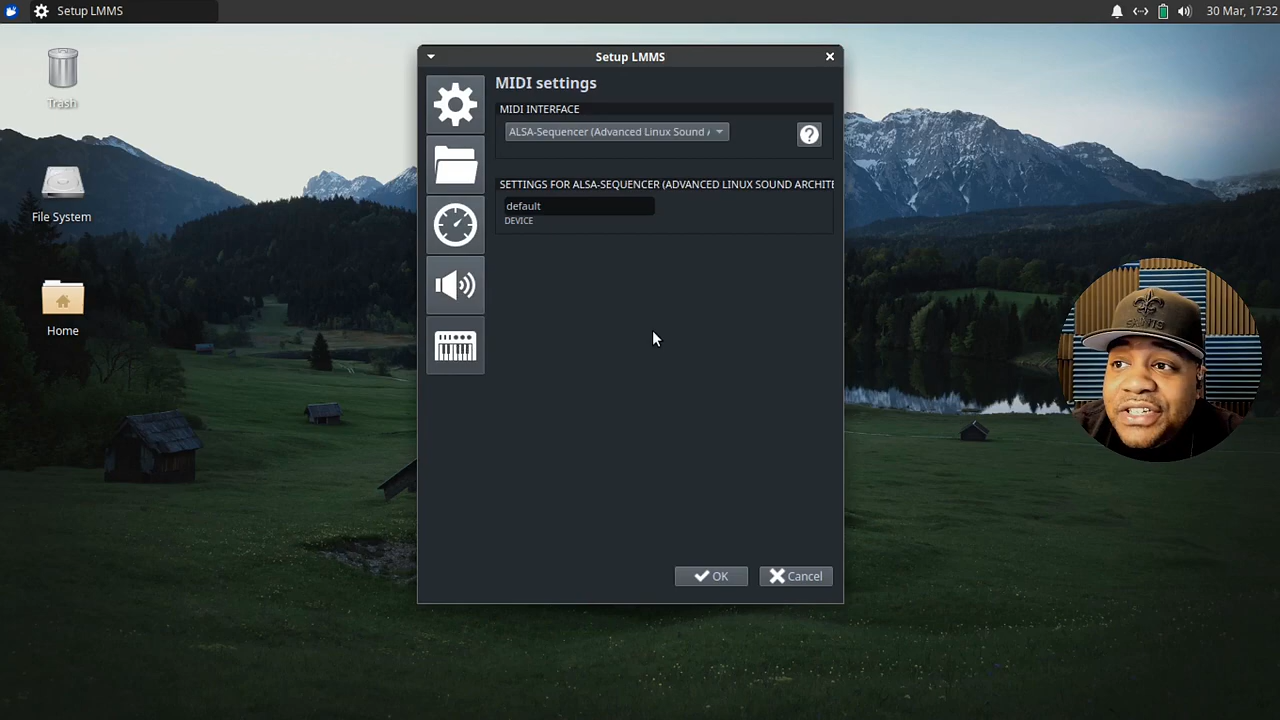 Setup LMMS
30 Mar, 17:32
Trash
File System
Home
Setup LMMS
MIDI settings
MIDI INTERFACE
ALSA-Sequencer (Advanced Linux Sound A
SETTINGS FOR ALSA-SEQUENCER (ADVANCED LINUX SOUND ARCHITE
default
DEVICE
OK
Cancel
SAINTS